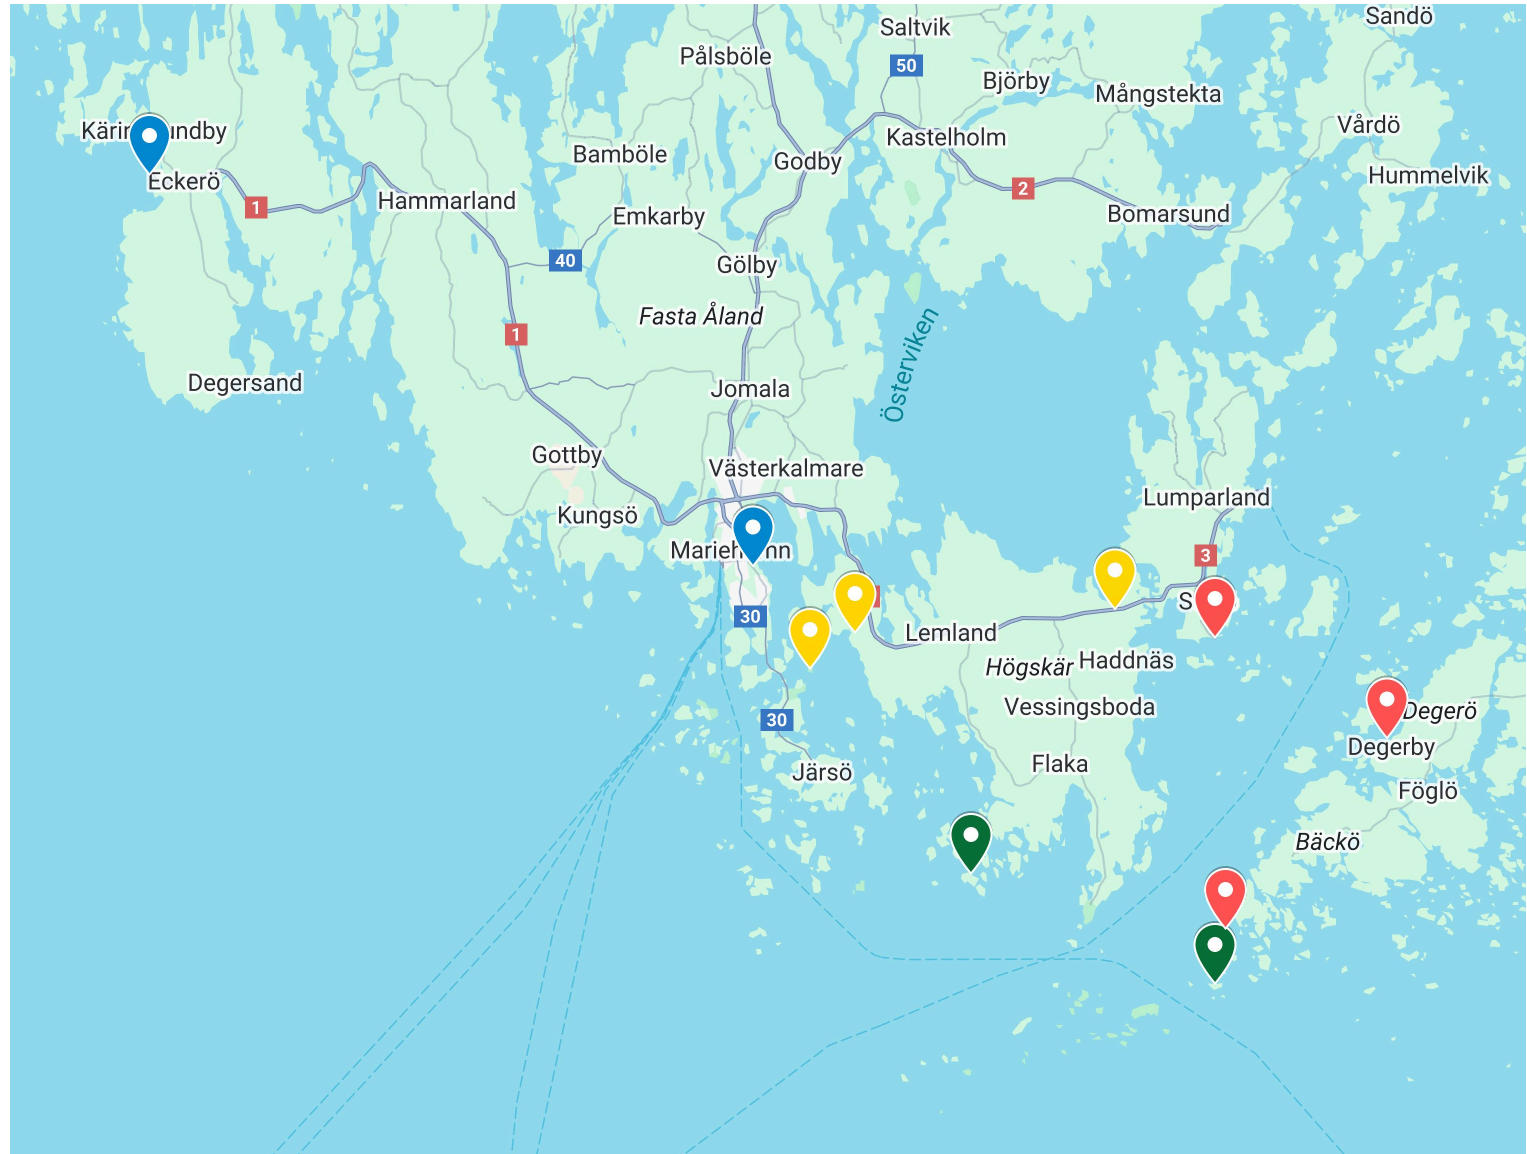 Sandö
Saltvik
Pålsböle
50
Björby
Mångstekta
Vårdö
Kastelholm
Bamböle
Godby
Hummelvik
Eckerö
2
Hammarland
1
Emkarby
Bomarsund
40
Gölby
Fasta Åland
1
Österviken
Degersand
Jomala
Gottby
Västerkalmare
Lumparland
Kungsö
3
30
Lemland
Högskär
Haddnäs
Vessingsboda
Degerö
30
Degerby
Flaka
Järsö
Föglö
Bäckö